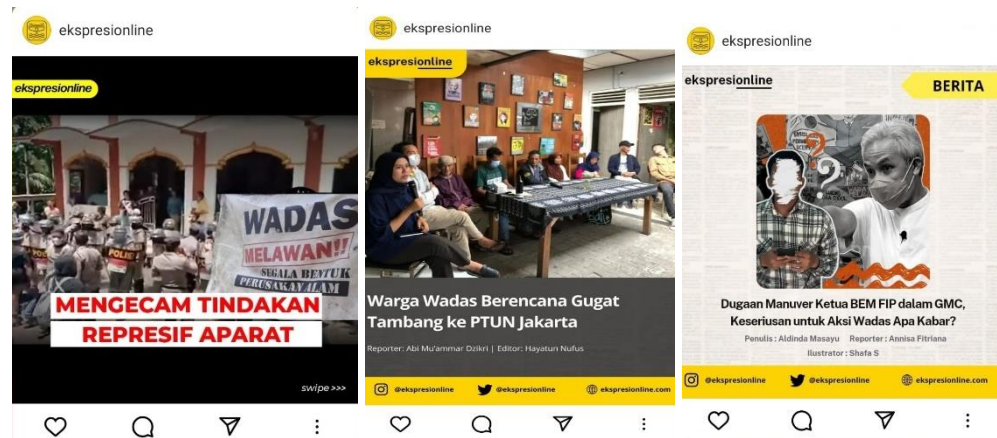 ekspresionline
ekspresionline
POLISI
WADAS
MELAWAN!!
SEGALA BENTUK
PERUSAKAN ALAM
MENGECAM TINDAKAN
REPRESIF APARAT
swipe >>>
ekspresionline
ekspresionline
Warga Wadas Berencana Gugat
Tambang ke PTUN Jakarta
Reporter: Abi Mu'ammar Dzikri | Editor: Hayatun Nufus
@ekspresionline @ekspresionline ekspresionline.com
ekspresionline
ekspresionline
BERITA
Dugaan Manuver Ketua BEM FIP dalam GMC,
Keseriusan untuk Aksi Wadas Apa Kabar?
Penulis : Aldinda Masayu Reporter : Annisa Fitriana
Ilustrator : Shafa S
@ekspresionline @ekspresionline ekspresionline.com